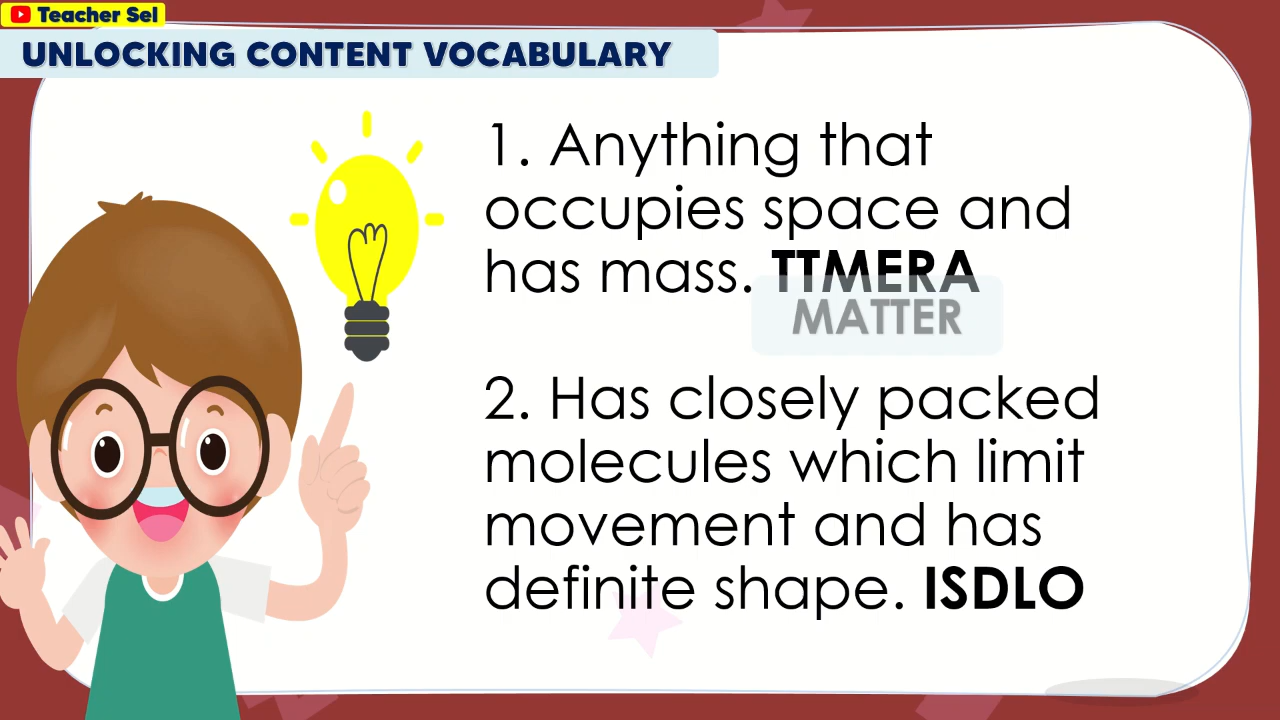 Teacher Sel
UNLOCKING CONTENT VOCABULARY
1. Anything that
occupies space and
has mass. TTMERA
MATTER
2. Has closely packed
molecules which limit
movement and has
definite shape. ISDLO